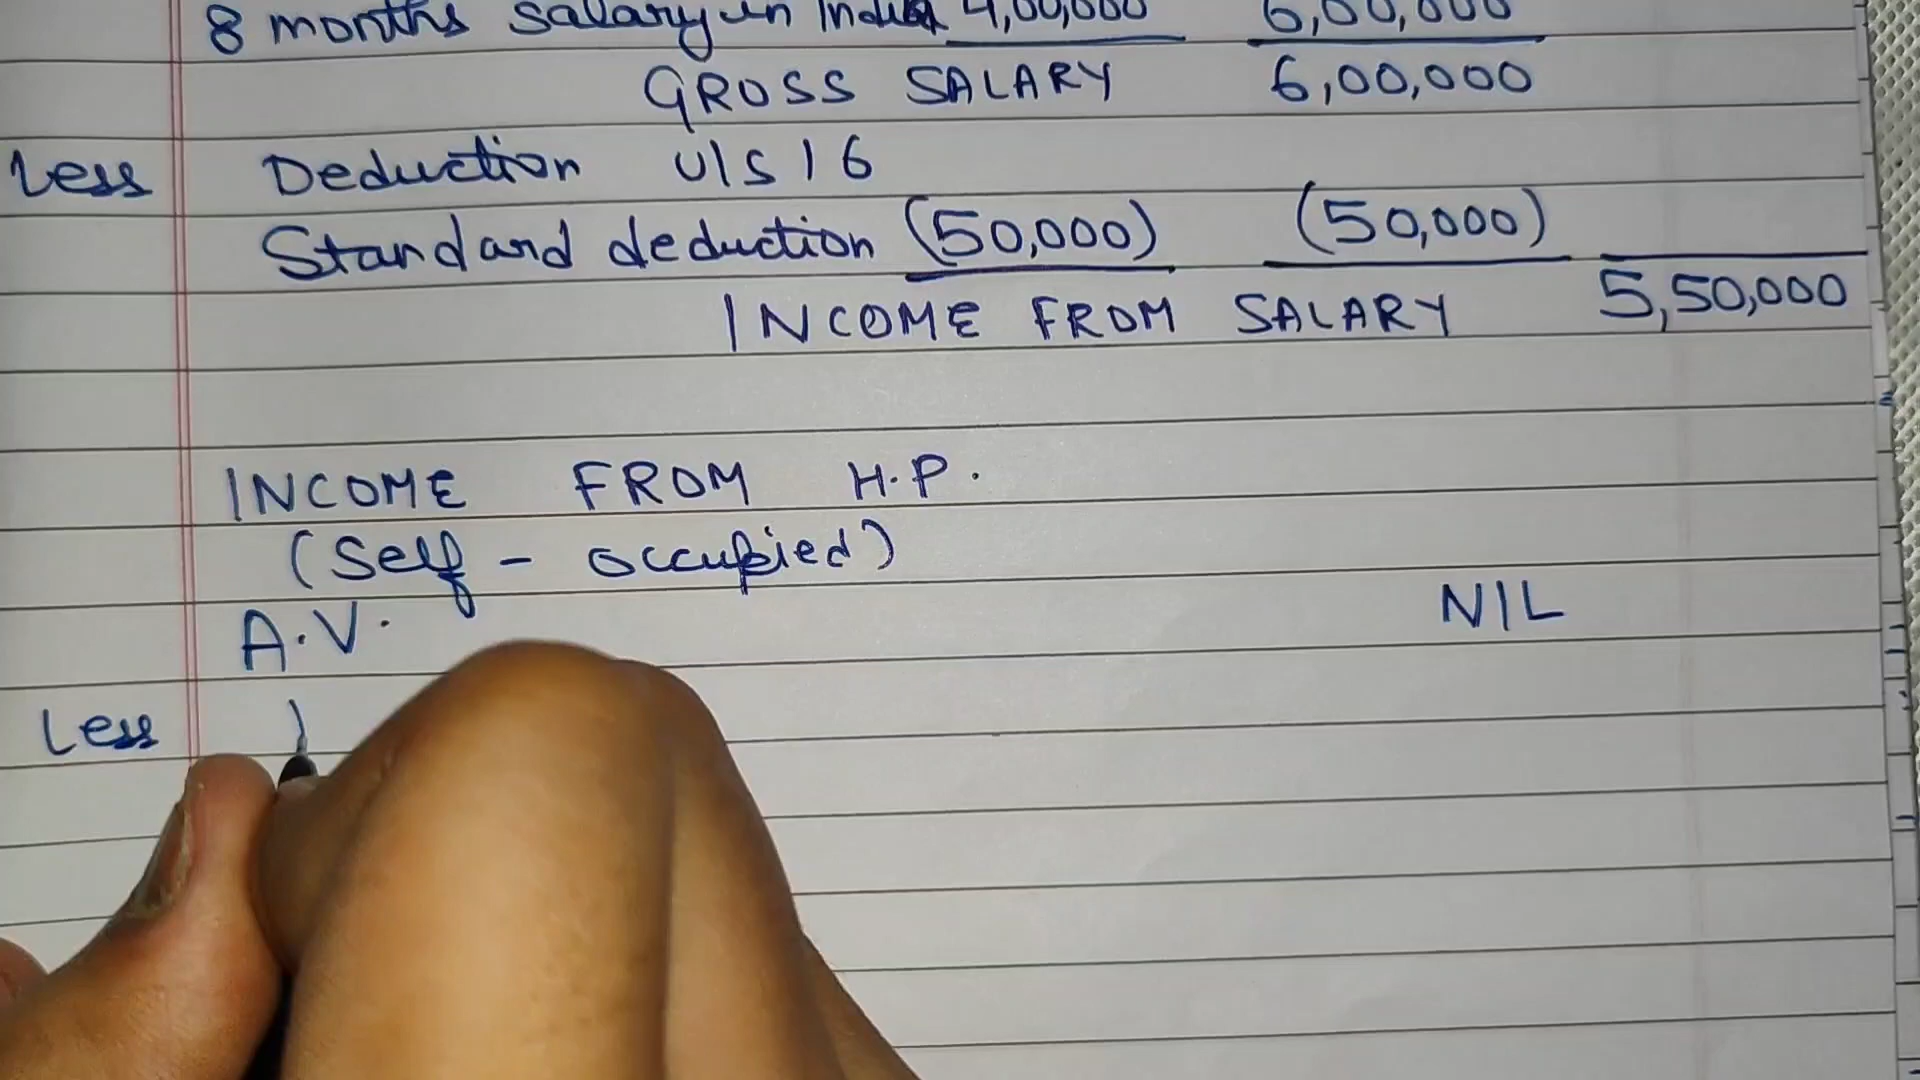 8 months salary in India 4,00,000 6,00,000
GROSS SALARY 6,00,000
Less Deduction U/S 16
Standard deduction (50,000) (50,000)
INCOME FROM SALARY 5,50,000
INCOME FROM H.P.
(Self - occupied)
A.V. NIL
Less